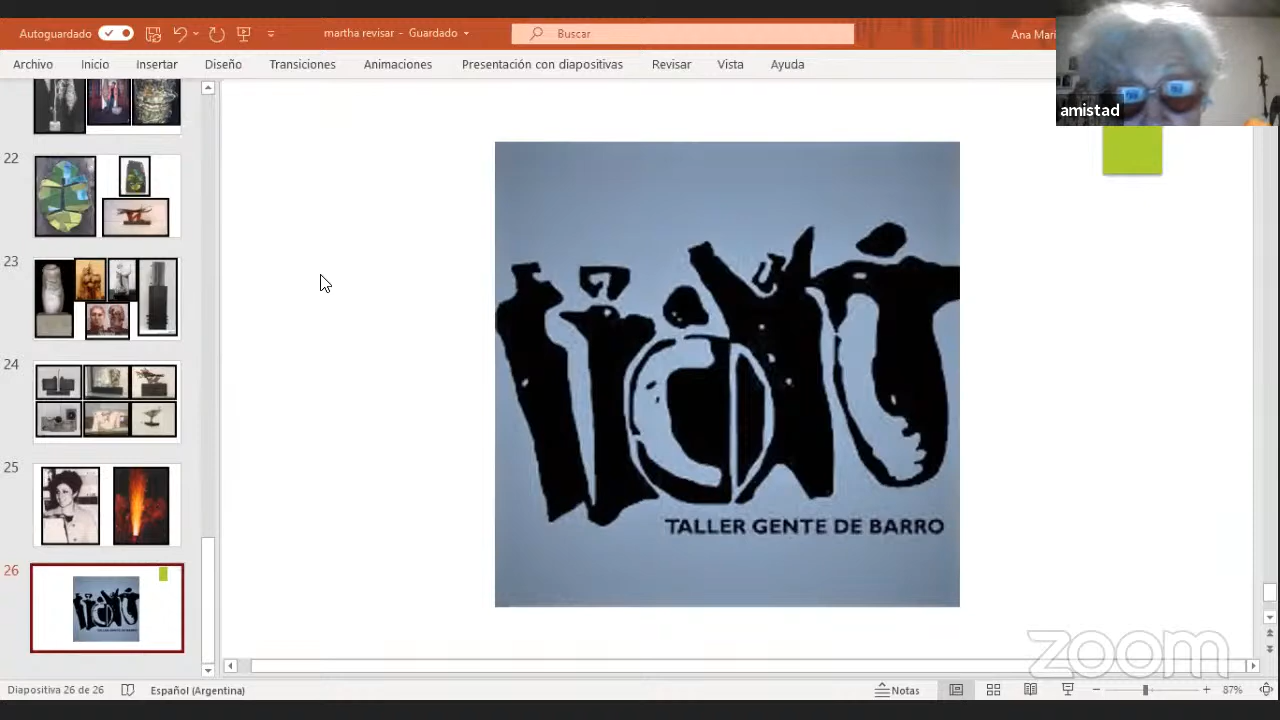 Autoguardado
martha revisar - Guardado
Buscar
Ana Mari
Archivo
Inicio
Insertar
Diseño
Transiciones
Animaciones
Presentación con diapositivas
Revisar
Vista
Ayuda
amistad
22
23
24
25
26
TALLER GENTE DE BARRO
zoom
Diapositiva 26 de 26
Español (Argentina)
Notas
87%